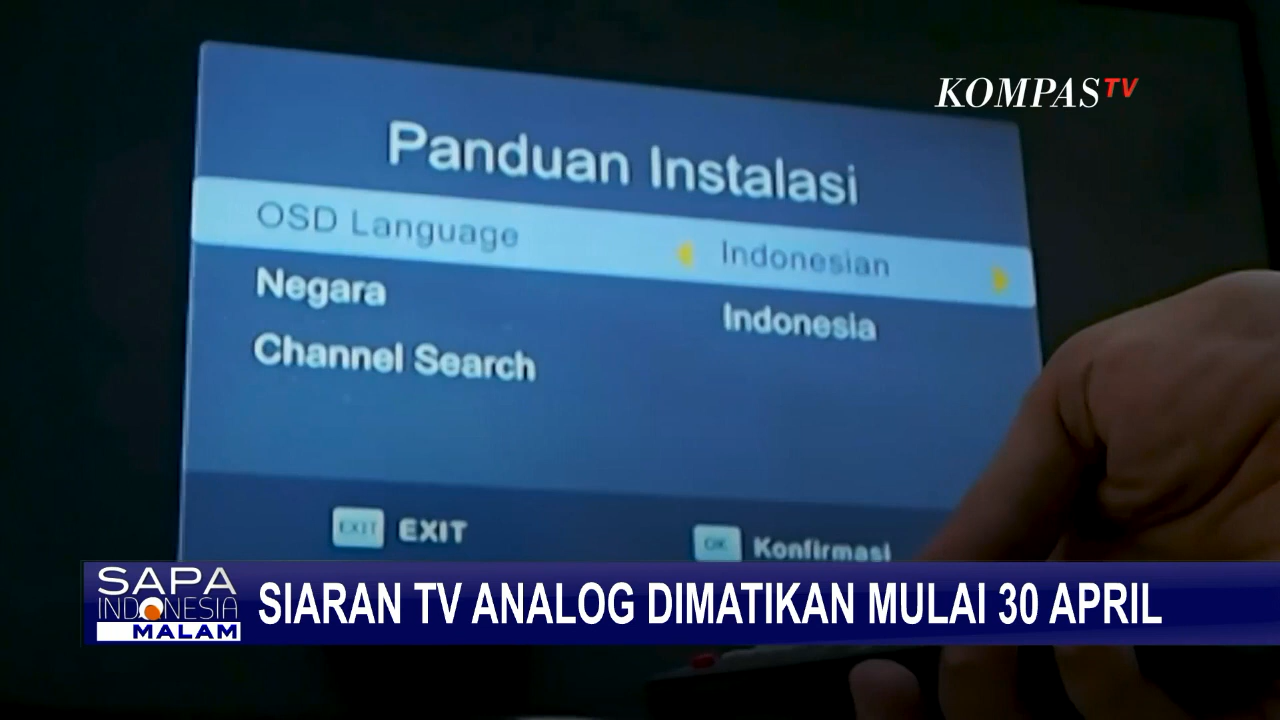 KOMPASTV
Panduan Instalasi
OSD Language Indonesian
Negara Indonesia
Channel Search
EXIT EXIT
OK Konfirmasi
SAPA
INDONESIA
MALAM
SIARAN TV ANALOG DIMATIKAN MULAI 30 APRIL